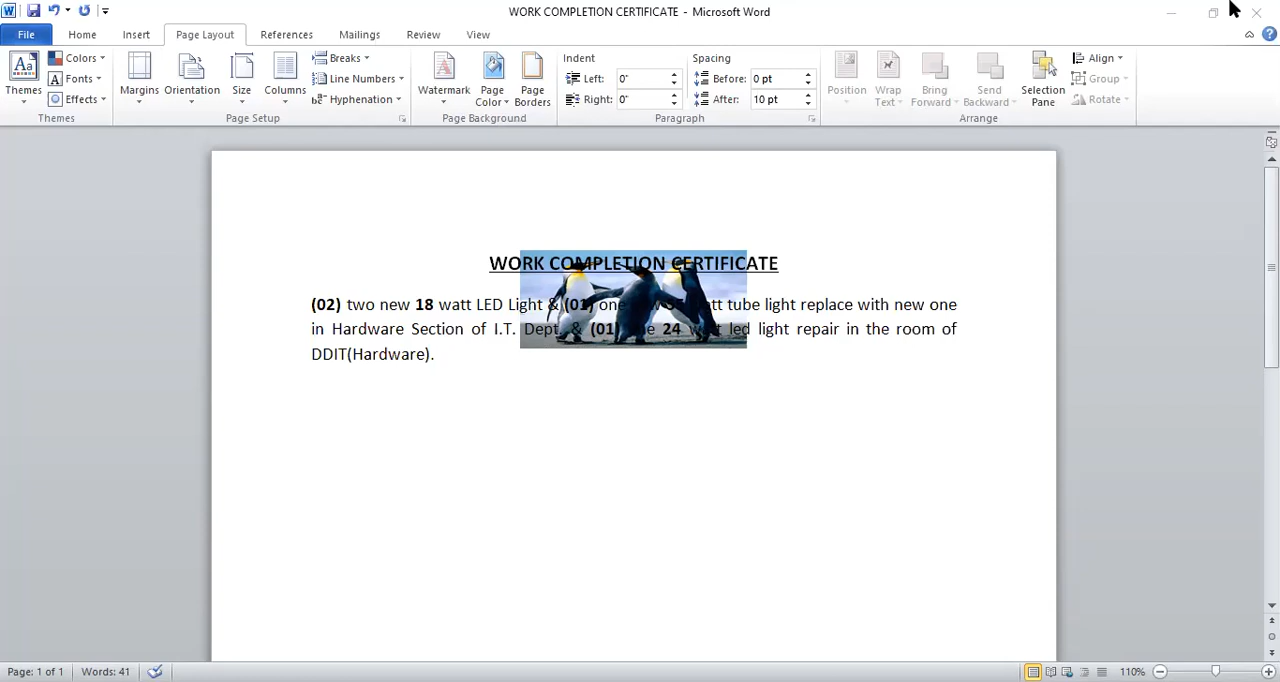 WORK COMPLETION CERTIFICATE - Microsoft Word
File Home Insert Page Layout References Mailings Review View
Themes Colors Fonts Effects Margins Orientation Size Columns Breaks Line Numbers Hyphenation Watermark Page Color Page Borders Indent Left: 0" Right: 0" Spacing Before: 0 pt After: 10 pt Position Wrap Text Bring Forward Send Backward Selection Pane Align Group Rotate
Themes Page Setup Page Background Paragraph Arrange
WORK COMPLETION CERTIFICATE
(02) two new 18 watt LED Light & (01) one watt tube light replace with new one
in Hardware Section of I.T. Dept. & (01) one 24 watt led light repair in the room of
DDIT(Hardware).
Page: 1 of 1 Words: 41 110%